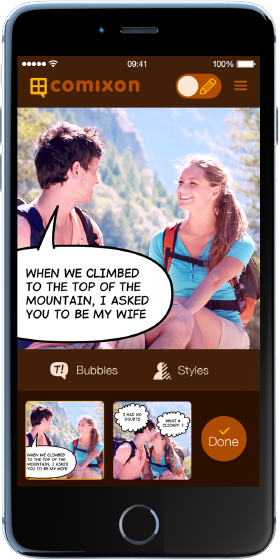 09:41
100%
comixon
WHEN WE CLIMBED
TO THE TOP OF THE
MOUNTAIN, I ASKED
YOU TO BE MY WIFE
T! Bubbles
Styles
WHEN WE CLIMBED
TO THE TOP OF THE
MOUNTAIN, I ASKED
YOU TO BE MY WIFE
I HAD NO
DOUBTS
WHAT A
CLICHÉ! :)
Done